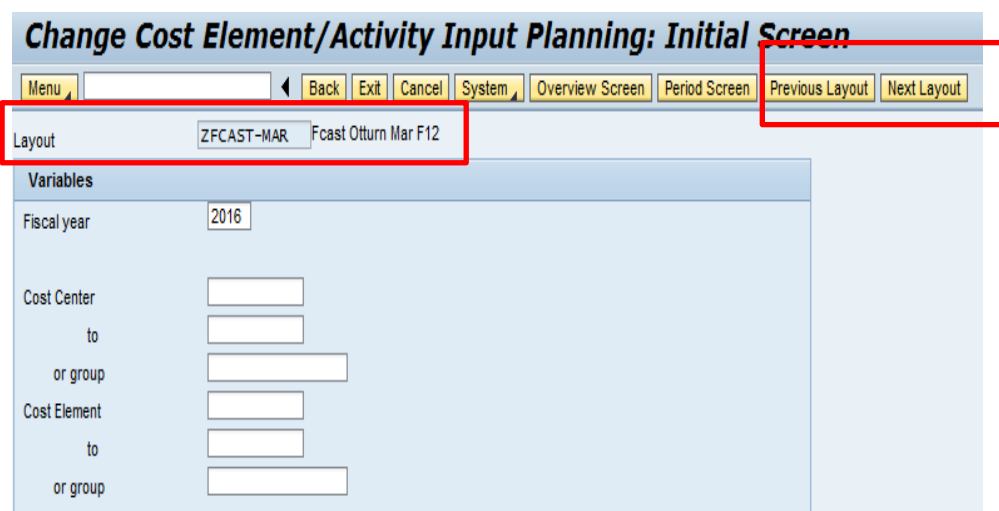 Change Cost Element/Activity Input Planning: Initial Screen
Menu Back Exit Cancel System Overview Screen Period Screen Previous Layout Next Layout
Layout ZFCAST-MAR Fcast Otturn Mar F12
Variables
Fiscal year 2016
Cost Center
to
or group
Cost Element
to
or group